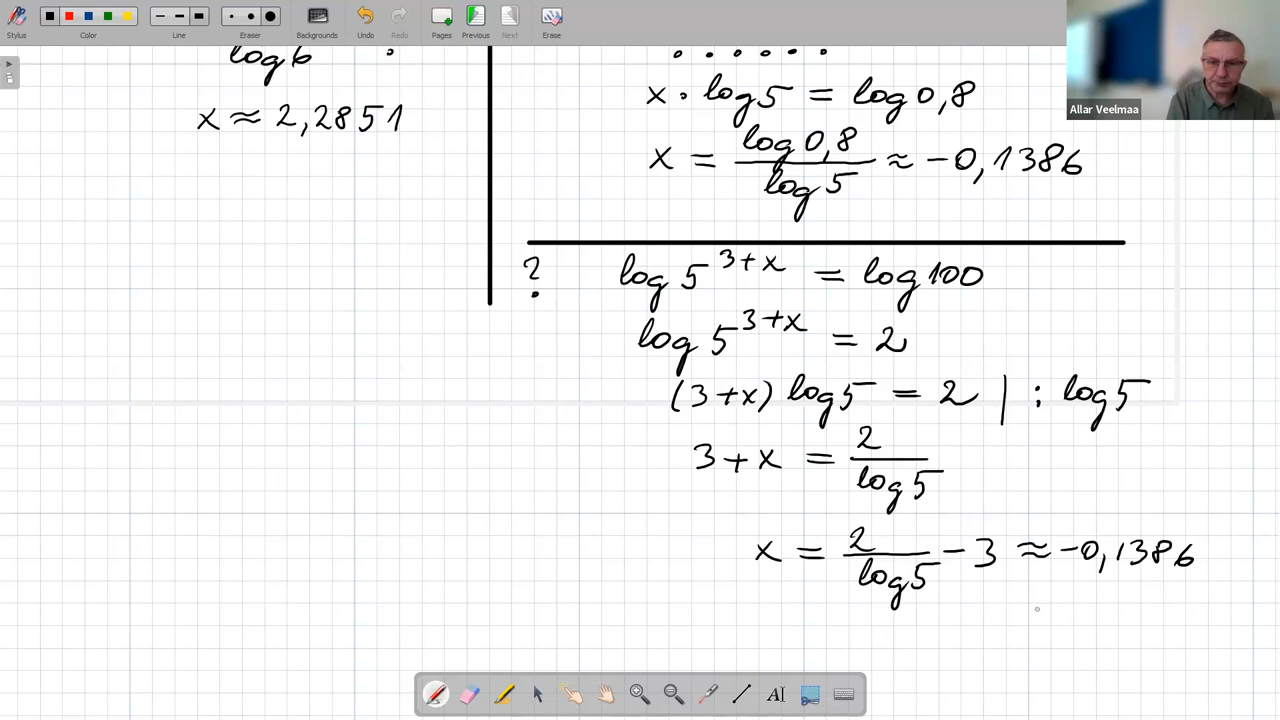 Stylus Color Line Eraser Backgrounds Undo Redo Pages Previous Next Erase
Allar Veelmaa
log 6
x ≈ 2,2851
x · log 5 = log 0,8
x = log 0,8 / log 5 ≈ -0,1386
? log 5^(3+x) = log 100
log 5^(3+x) = 2
(3+x) log 5 = 2 | : log 5
3 + x = 2 / log 5
x = 2 / log 5 - 3 ≈ -0,1386